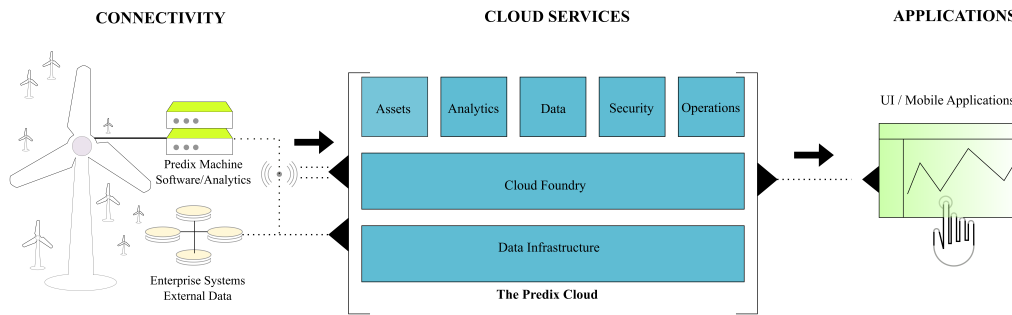 CONNECTIVITY
CLOUD SERVICES
APPLICATIONS
Assets
Analytics
Data
Security
Operations
UI / Mobile Applications
Predix Machine
Software/Analytics
Cloud Foundry
Data Infrastructure
Enterprise Systems
External Data
The Predix Cloud